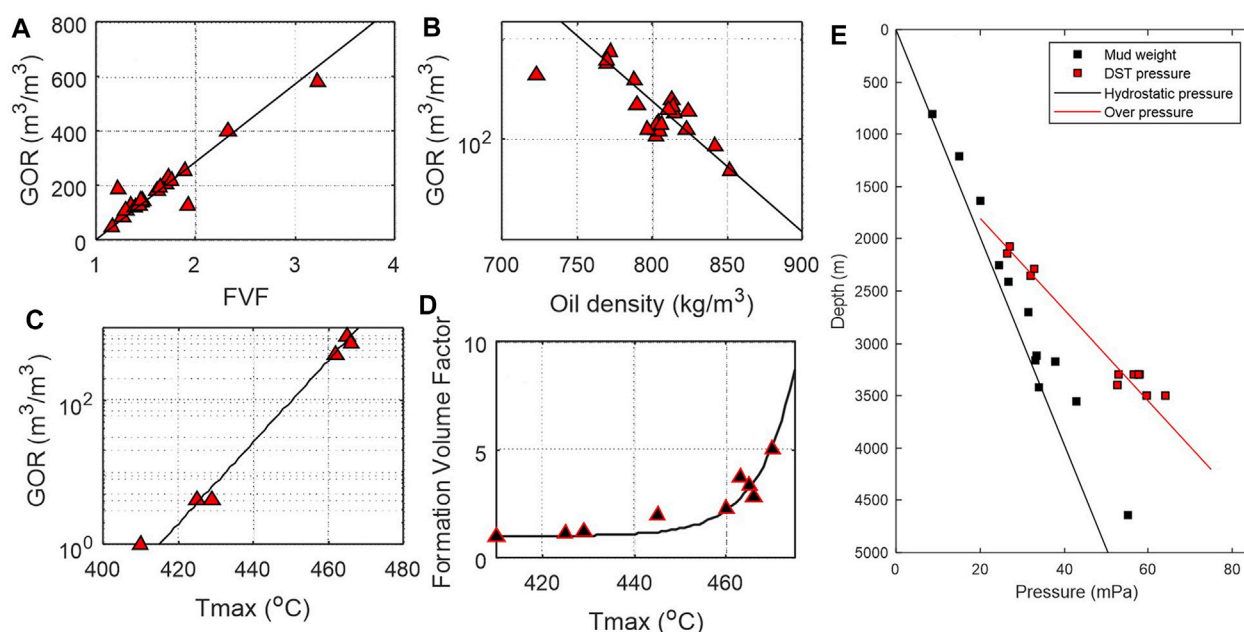 A
800
600
400
200
0
GOR (m³/m³)
1
2
3
4
FVF
B
GOR (m³/m³)
10²
700
750
800
850
900
Oil density (kg/m³)
C
GOR (m³/m³)
10²
10⁰
400
420
440
460
480
Tmax (°C)
D
Formation Volume Factor
10
5
0
420
440
460
Tmax (°C)
E
Mud weight
DST pressure
Hydrostatic pressure
Over pressure
0
500
1000
1500
2000
2500
3000
3500
4000
4500
5000
Depth (m)
0
20
40
60
80
Pressure (mPa)